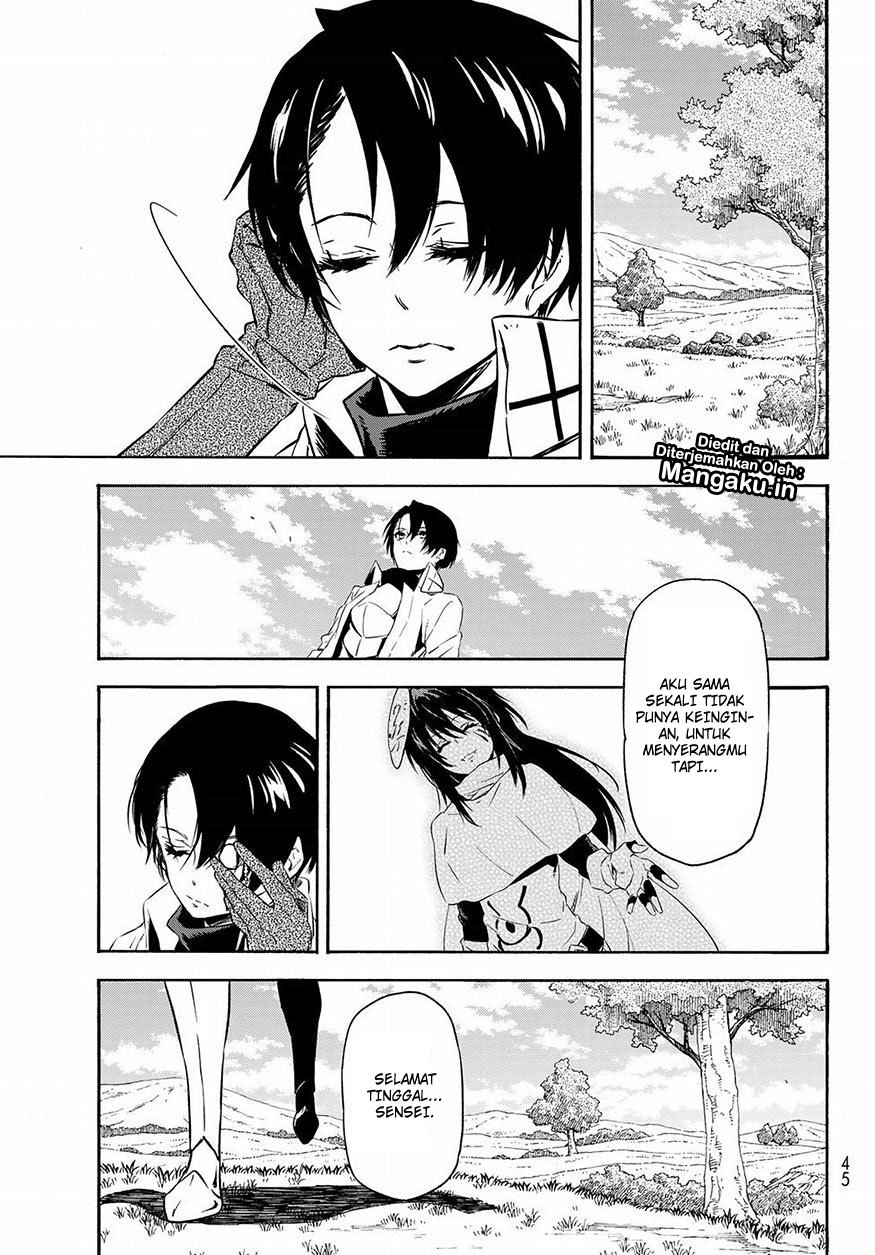 Diedit dan
Diterjemahkan Oleh :
Mangaku.in
AKU SAMA
SEKALI TIDAK
PUNYA KEINGIN-
AN, UNTUK
MENYERANGMU
TAPI...
SELAMAT
TINGGAL...
SENSEI.
45